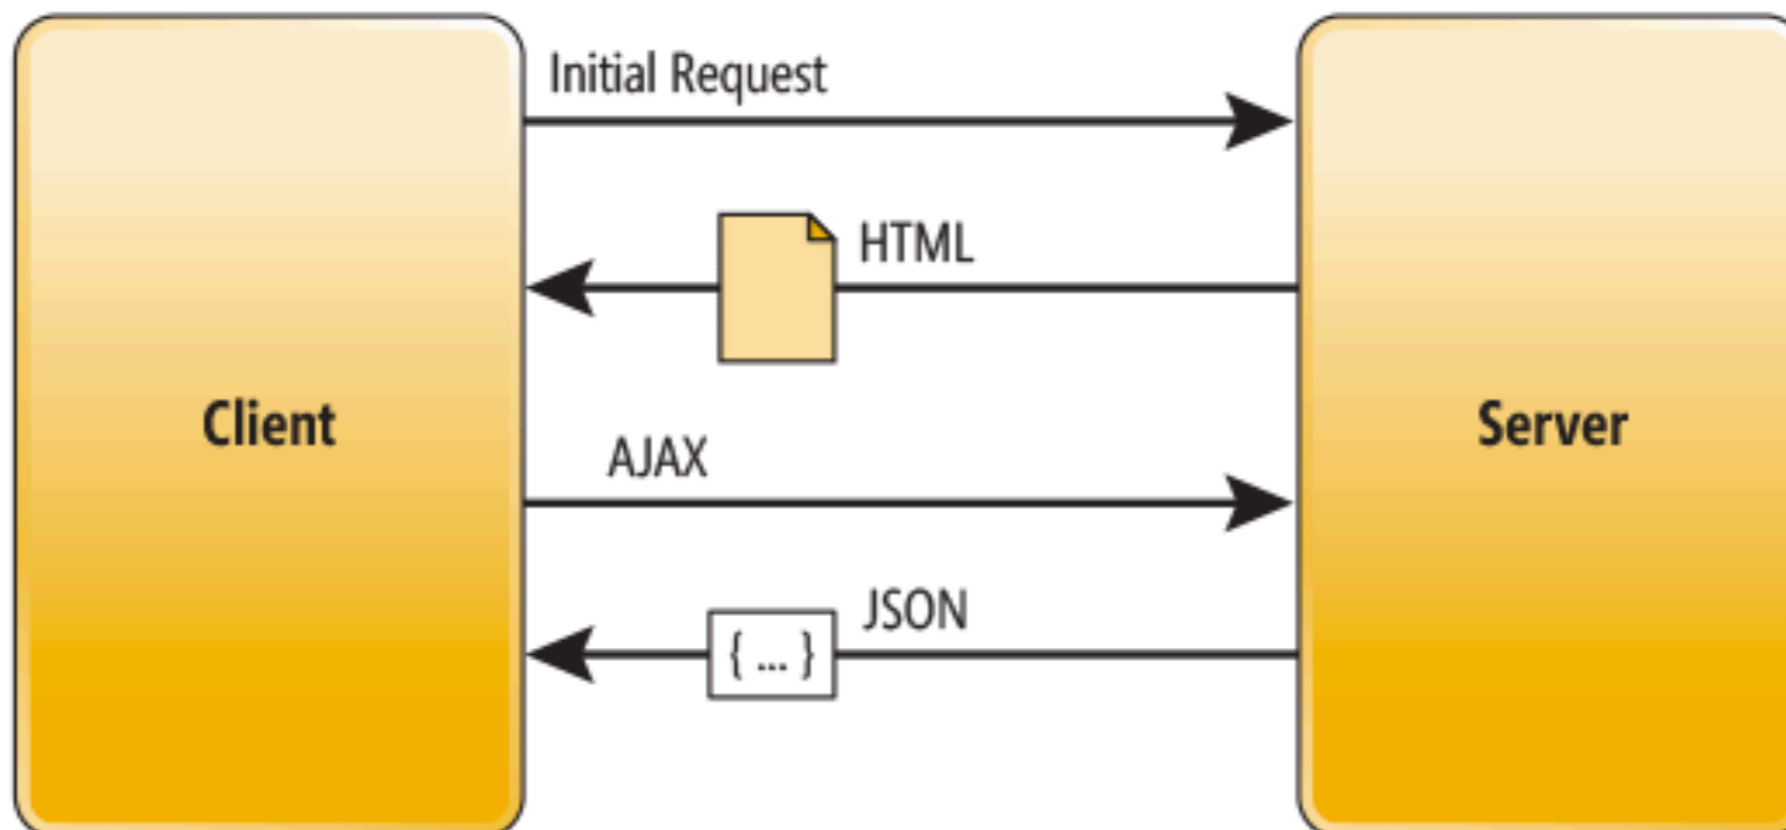 Initial Request
HTML
Client
Server
AJAX
JSON
{ ... }